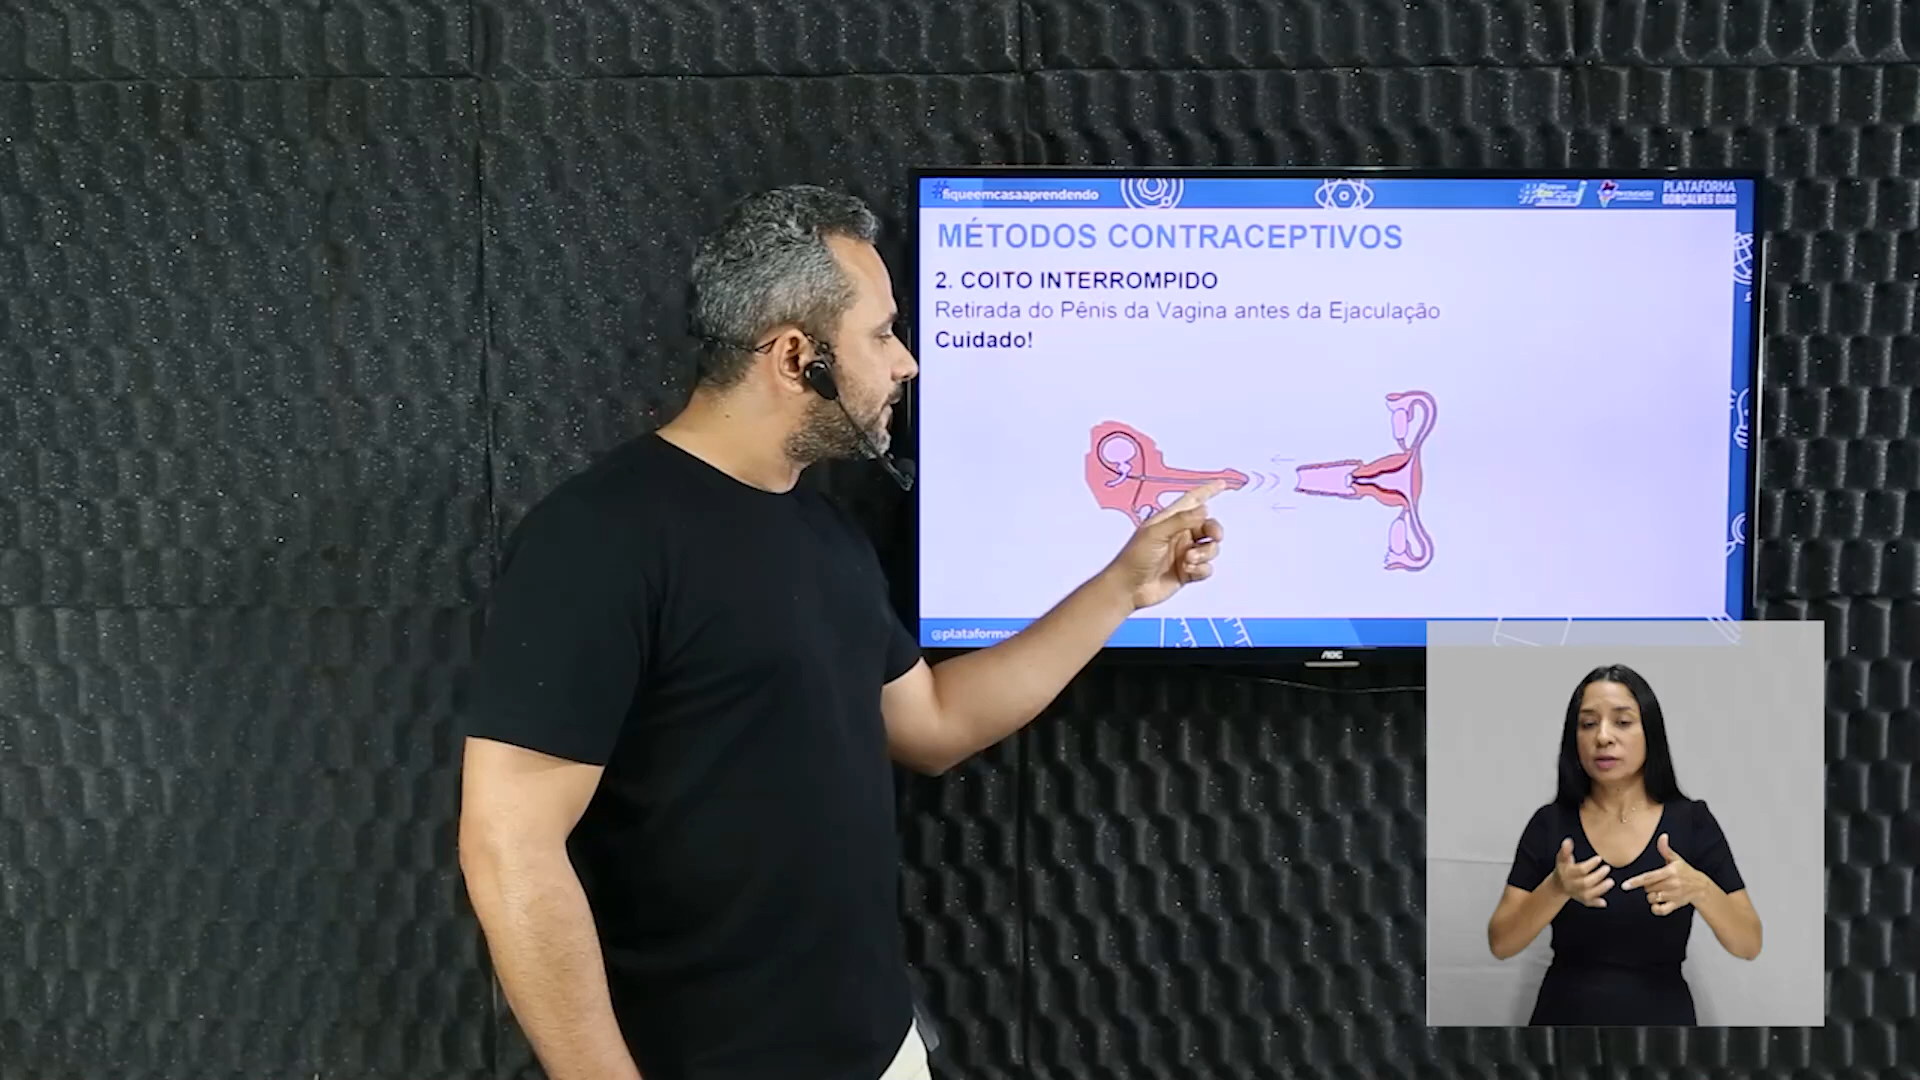 #fiqueemcasaaprendendo
PLATAFORMA
GONÇALVES DIAS
MÉTODOS CONTRACEPTIVOS
2. COITO INTERROMPIDO
Retirada do Pênis da Vagina antes da Ejaculação
Cuidado!
AOC